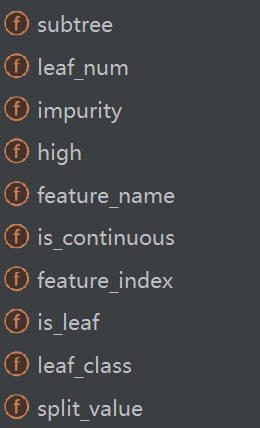 subtree
leaf_num
impurity
high
feature_name
is_continuous
feature_index
is_leaf
leaf_class
split_value